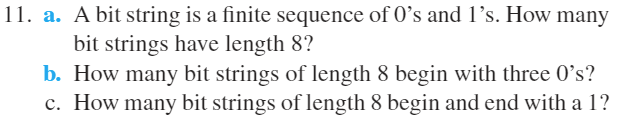 11. a. A bit string is a finite sequence of 0’s and 1’s. How many
bit strings have length 8?
b. How many bit strings of length 8 begin with three 0’s?
c. How many bit strings of length 8 begin and end with a 1?